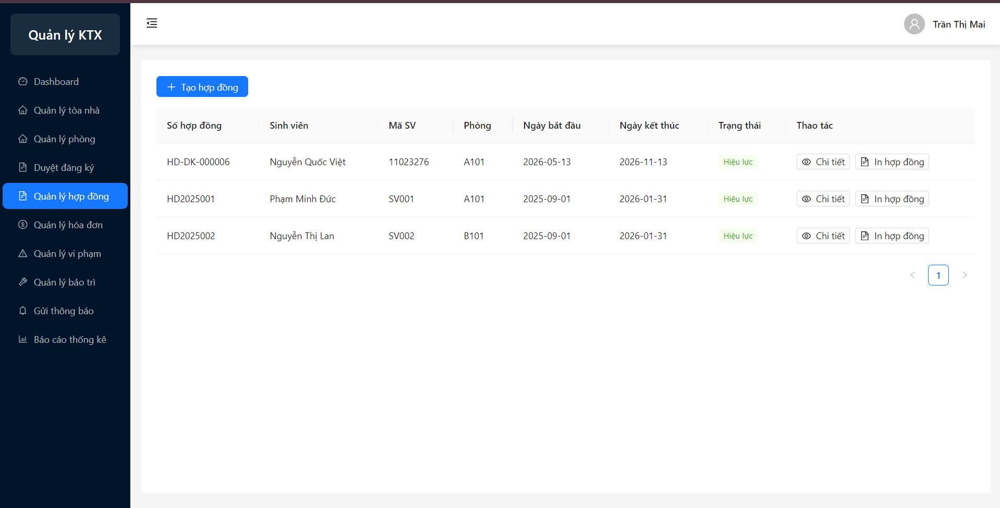 Quản lý KTX
Trần Thị Mai
Dashboard
Quản lý tòa nhà
Quản lý phòng
Duyệt đăng ký
Quản lý hợp đồng
Quản lý hóa đơn
Quản lý vi phạm
Quản lý bảo trì
Gửi thông báo
Báo cáo thống kê
Tạo hợp đồng
Số hợp đồng Sinh viên Mã SV Phòng Ngày bắt đầu Ngày kết thúc Trạng thái Thao tác
HD-DK-000006 Nguyễn Quốc Việt 11023276 A101 2026-05-13 2026-11-13 Hiệu lực Chi tiết In hợp đồng
HD2025001 Phạm Minh Đức SV001 A101 2025-09-01 2026-01-31 Hiệu lực Chi tiết In hợp đồng
HD2025002 Nguyễn Thị Lan SV002 B101 2025-09-01 2026-01-31 Hiệu lực Chi tiết In hợp đồng
1